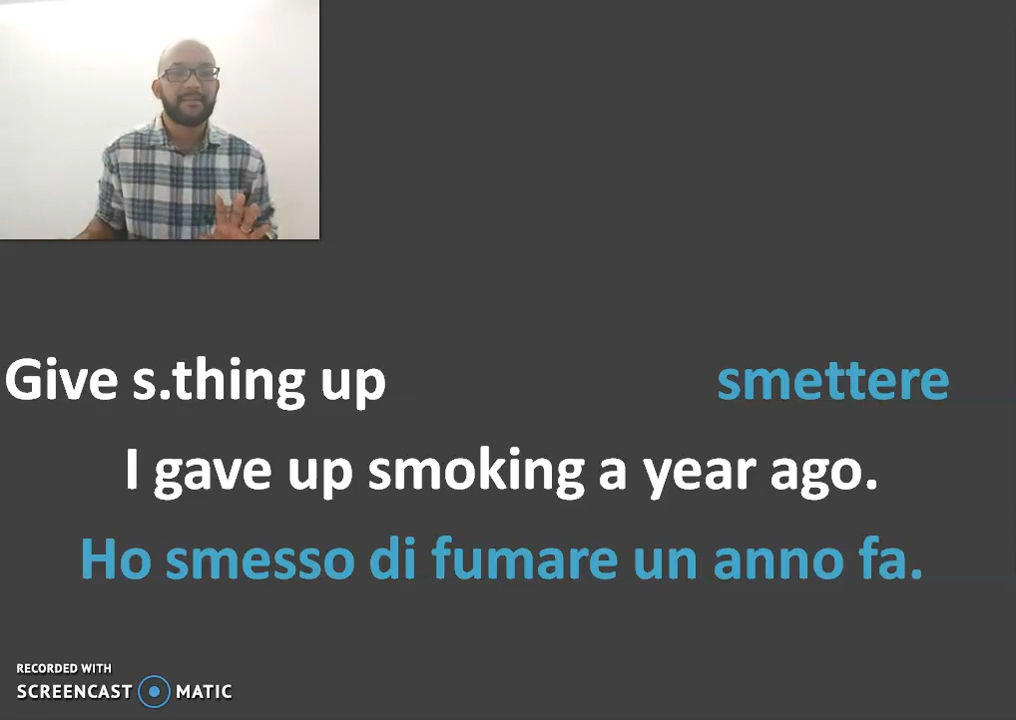 Give s.thing up smettere
I gave up smoking a year ago.
Ho smesso di fumare un anno fa.
RECORDED WITH
SCREENCAST MATIC